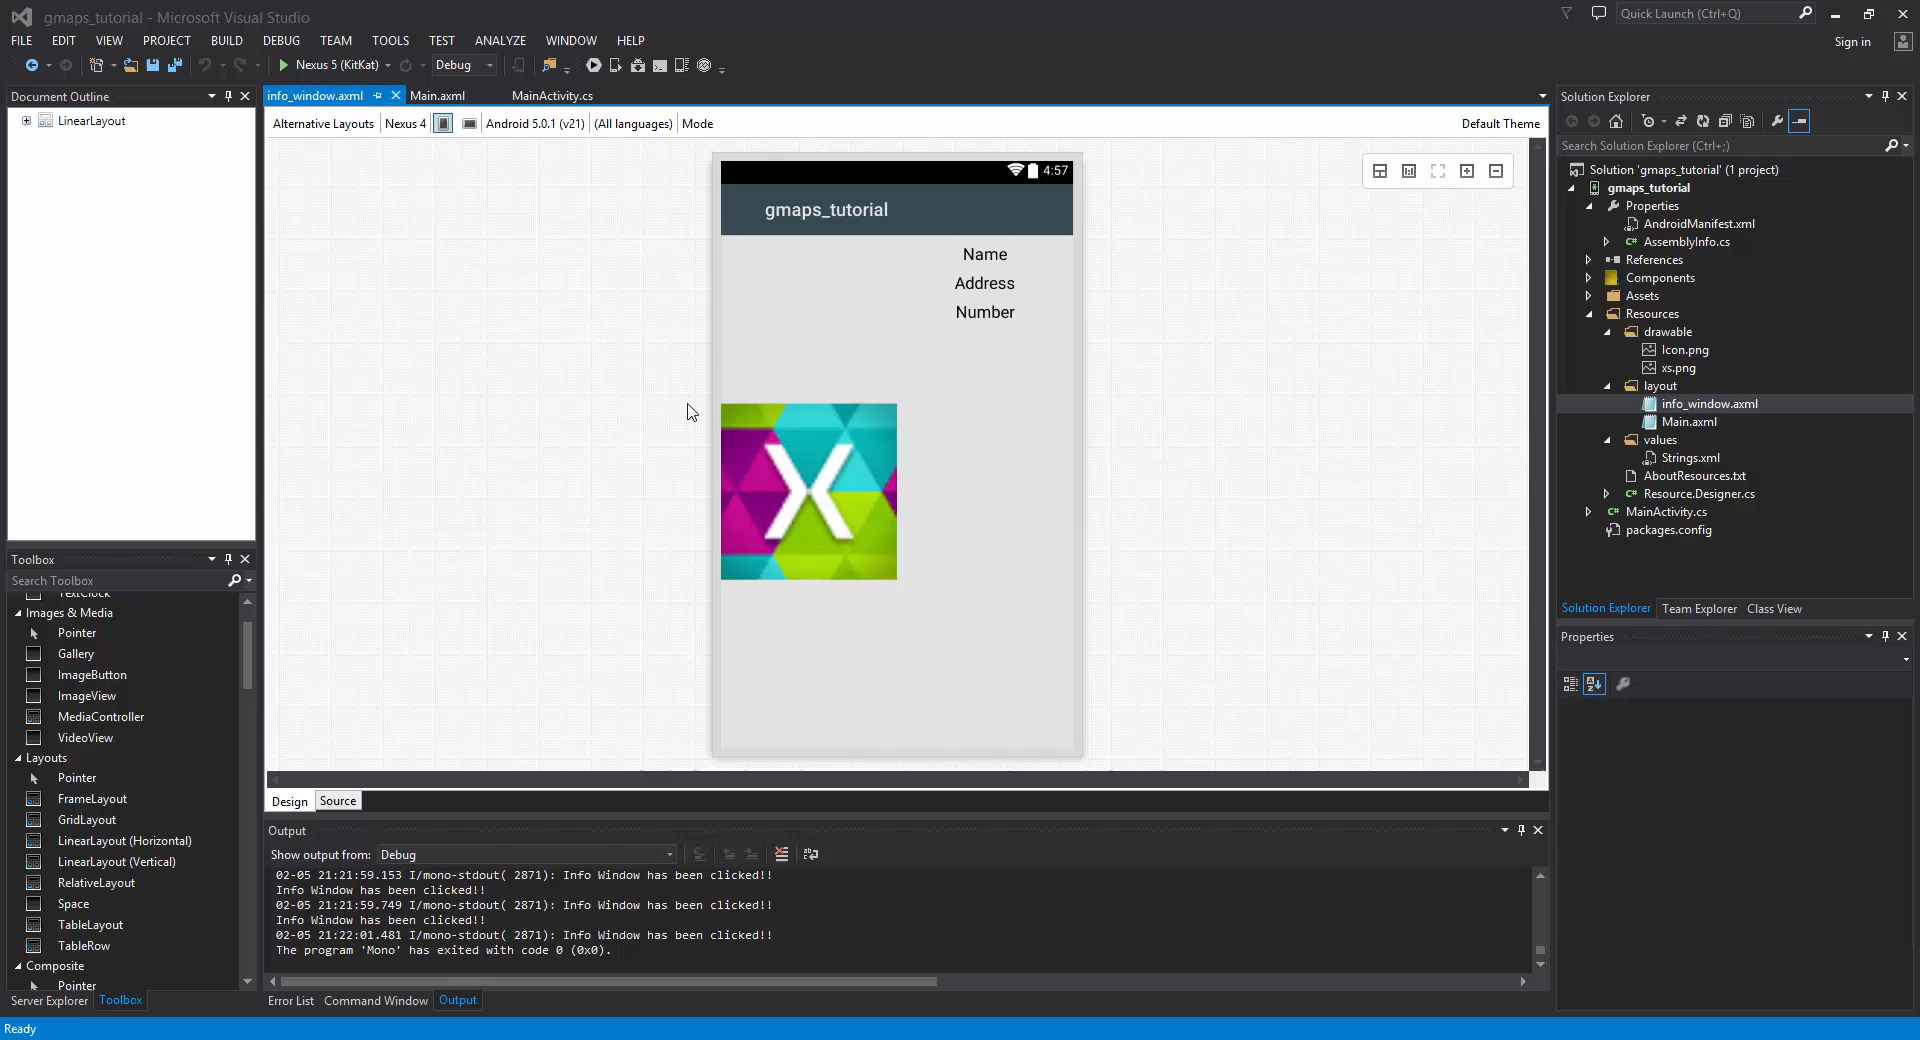 gmaps_tutorial - Microsoft Visual Studio
Quick Launch (Ctrl+Q)
FILE EDIT VIEW PROJECT BUILD DEBUG TEAM TOOLS TEST ANALYZE WINDOW HELP
Sign in
Nexus 5 (KitKat) Debug
Document Outline
LinearLayout
info_window.axml Main.axml MainActivity.cs
Alternative Layouts Nexus 4 Android 5.0.1 (v21) (All languages) Mode Default Theme
4:57
gmaps_tutorial
Name
Address
Number
Design Source
Toolbox
Search Toolbox
TextClock
Images & Media
Pointer
Gallery
ImageButton
ImageView
MediaController
VideoView
Layouts
Pointer
FrameLayout
GridLayout
LinearLayout (Horizontal)
LinearLayout (Vertical)
RelativeLayout
Space
TableLayout
TableRow
Composite
Pointer
Server Explorer Toolbox
Output
Show output from: Debug
02-05 21:21:59.153 I/mono-stdout( 2871): Info Window has been clicked!!
Info Window has been clicked!!
02-05 21:21:59.749 I/mono-stdout( 2871): Info Window has been clicked!!
Info Window has been clicked!!
02-05 21:22:01.481 I/mono-stdout( 2871): Info Window has been clicked!!
The program 'Mono' has exited with code 0 (0x0).
Error List Command Window Output
Solution Explorer
Search Solution Explorer (Ctrl+;)
Solution 'gmaps_tutorial' (1 project)
gmaps_tutorial
Properties
AndroidManifest.xml
AssemblyInfo.cs
References
Components
Assets
Resources
drawable
Icon.png
xs.png
layout
info_window.axml
Main.axml
values
Strings.xml
AboutResources.txt
Resource.Designer.cs
MainActivity.cs
packages.config
Solution Explorer Team Explorer Class View
Properties
Ready